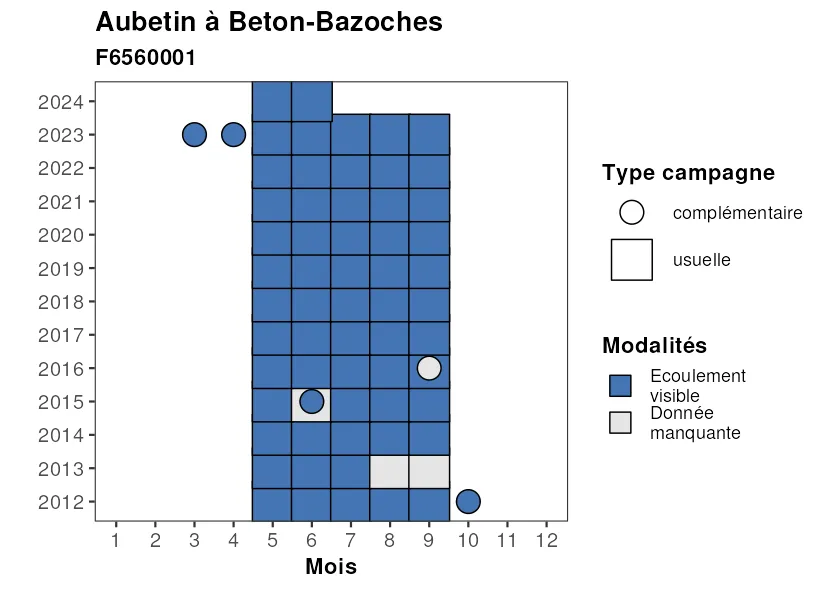 Aubetin à Beton-Bazoches
F6560001
2024
2023
2022
2021
2020
2019
2018
2017
2016
2015
2014
2013
2012
1 2 3 4 5 6 7 8 9 10 11 12
Mois
Type campagne
complémentaire
usuelle
Modalités
Ecoulement
visible
Donnée
manquante